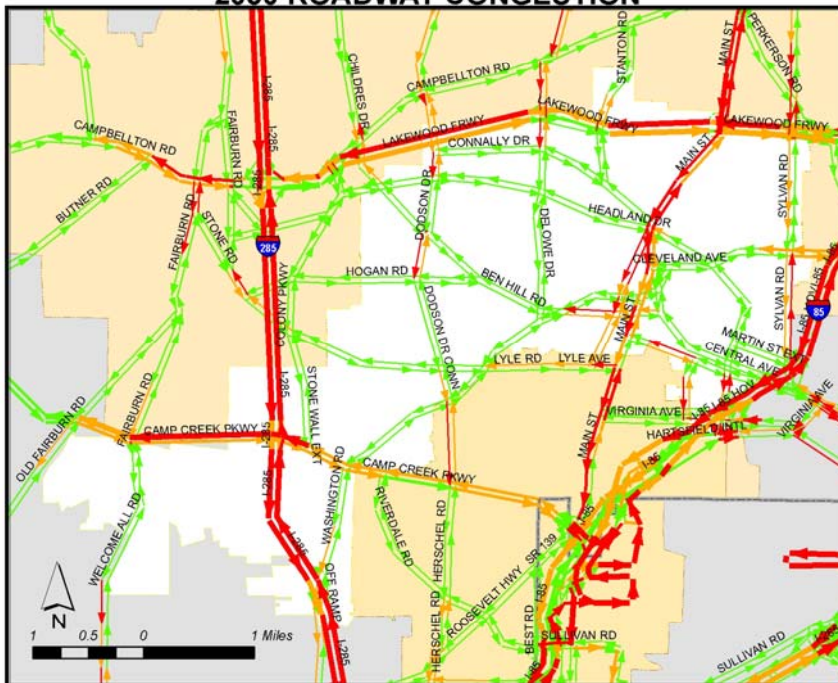 MAIN ST
PERKERSON RD
STANTON RD
CHILDRES DR
CAMPBELLTON RD
I-285
FAIRBURN RD
LAKEWOOD FRWY
LAKEWOOD FRWY
LAKEWOOD FRWY
I-285
CAMPBELLTON RD
CONNALLY DR
MAIN ST
I-285
BUTNER RD
FAIRBURN RD
STONE RD
DODSON DR
DELOWE DR
HEADLAND DR
SYLVAN RD
285
CLEVELAND AVE
HOGAN RD
BEN HILL RD
COLONY PKWY
DODSON DR CONN
MAIN ST
SYLVAN RD
85
MARTIN ST EXT
CENTRAL AVE
LYLE RD
LYLE AVE
I-285
STONE WALL EXT
FAIRBURN RD
OLD FAIRBURN RD
CAMP CREEK PKWY
I-285
VIRGINIA AVE
I-85 HOV
VIRGINIA AVE
HARTSFIELD INTL
MAIN ST
I-85
CAMP CREEK PKWY
WASHINGTON RD
I-285
RIVERDALE RD
HERSCHEL RD
I-85
WELCOME ALL RD
I-285
ROOSEVELT HWY SR 139
OFF RAMP
I-85
HERSCHEL RD
BEST RD
SULLIVAN RD
SULLIVAN RD
I-285
I-85
N
1 0.5 0 1 Miles